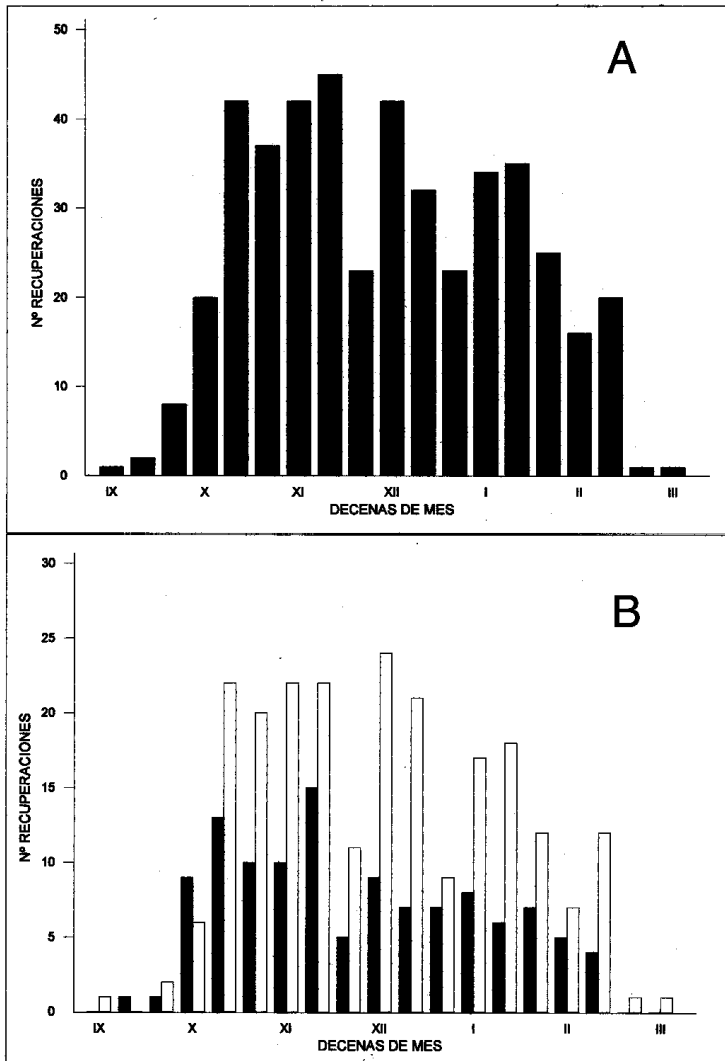 A
50
40
30
20
10
0
Nº RECUPERACIONES
IX X XI XII I II III
DECENAS DE MES
B
30
25
20
15
10
5
0
Nº RECUPERACIONES
IX X XI XII I II III
DECENAS DE MES